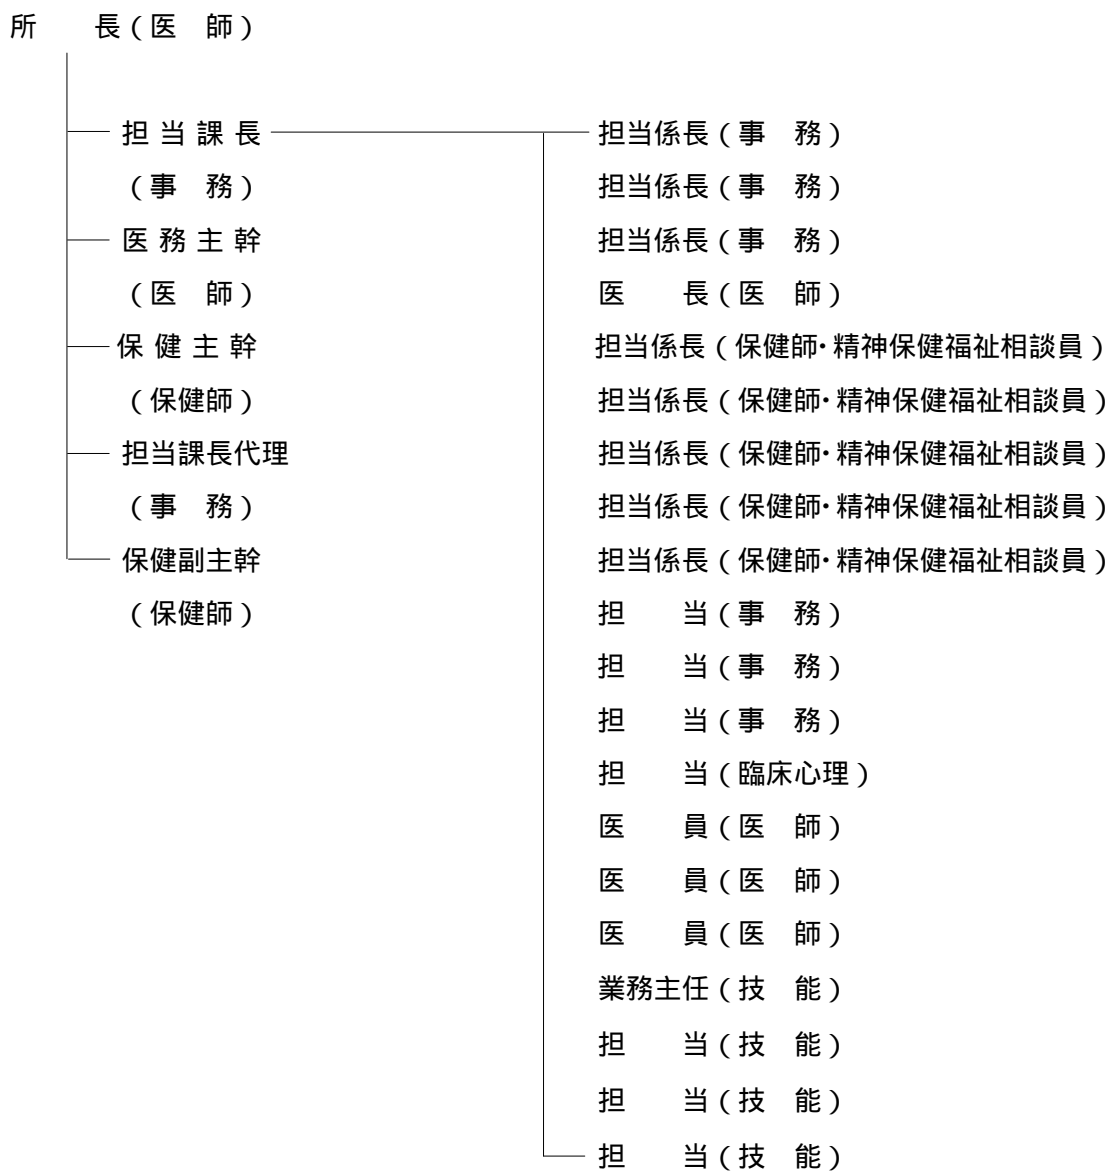 所　　長（医　師）
担 当 課 長　担当係長（事　務）
（事　務）　担当係長（事　務）
医 務 主 幹　担当係長（事　務）
（医　師）　医　　長（医　師）
保 健 主 幹　担当係長（保健師・精神保健福祉相談員）
（保健師）　担当係長（保健師・精神保健福祉相談員）
担当課長代理　担当係長（保健師・精神保健福祉相談員）
（事　務）　担当係長（保健師・精神保健福祉相談員）
保健副主幹　担当係長（保健師・精神保健福祉相談員）
（保健師）　担　　当（事　務）
担　　当（事　務）
担　　当（事　務）
担　　当（臨床心理）
医　　員（医　師）
医　　員（医　師）
医　　員（医　師）
業務主任（技　能）
担　　当（技　能）
担　　当（技　能）
担　　当（技　能）